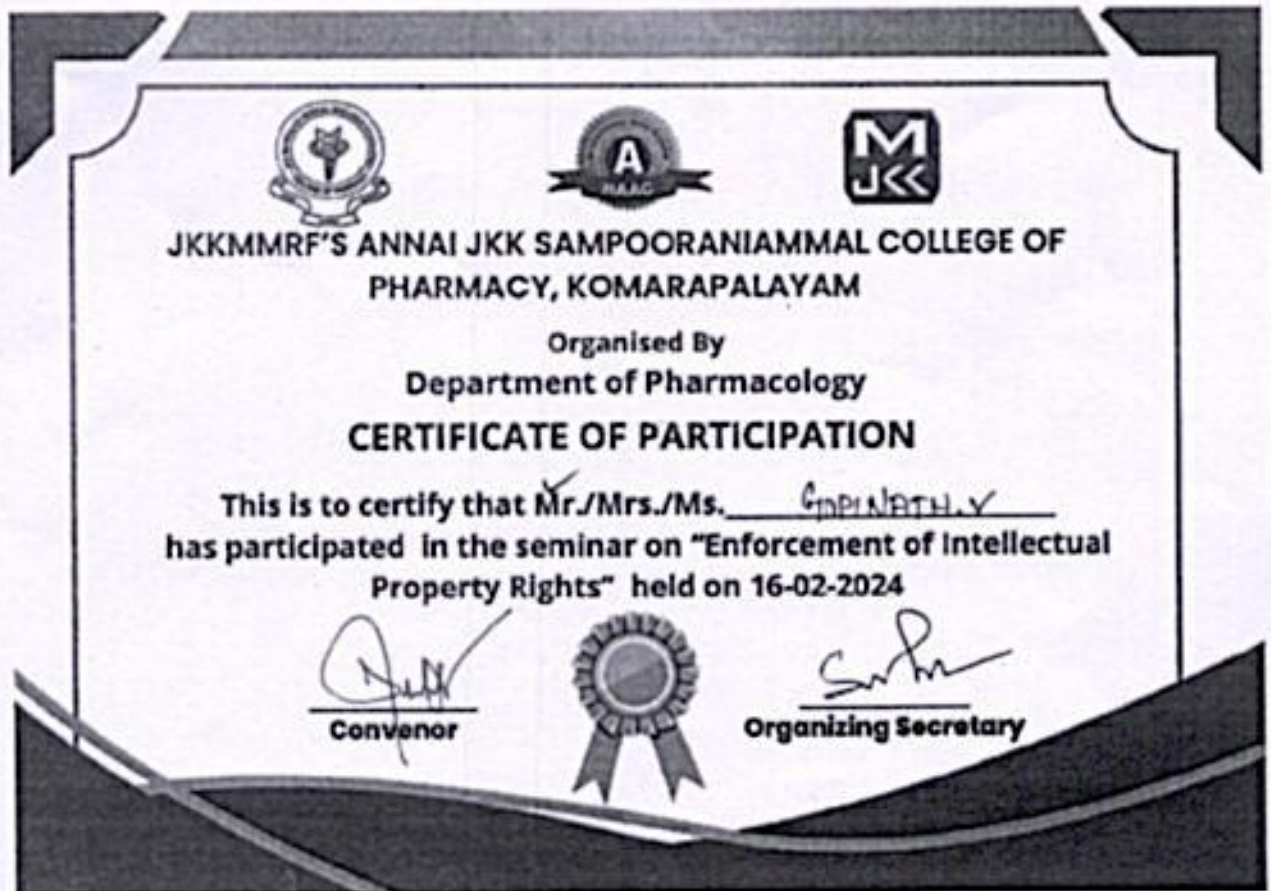 A
NAAC
M
JKK
JKKMMRF'S ANNAI JKK SAMPOORANIAMMAL COLLEGE OF
PHARMACY, KOMARAPALAYAM
Organised By
Department of Pharmacology
CERTIFICATE OF PARTICIPATION
This is to certify that Mr./Mrs./Ms. GOPINATH.V
has participated in the seminar on "Enforcement of Intellectual
Property Rights" held on 16-02-2024
Convenor
Organizing Secretary